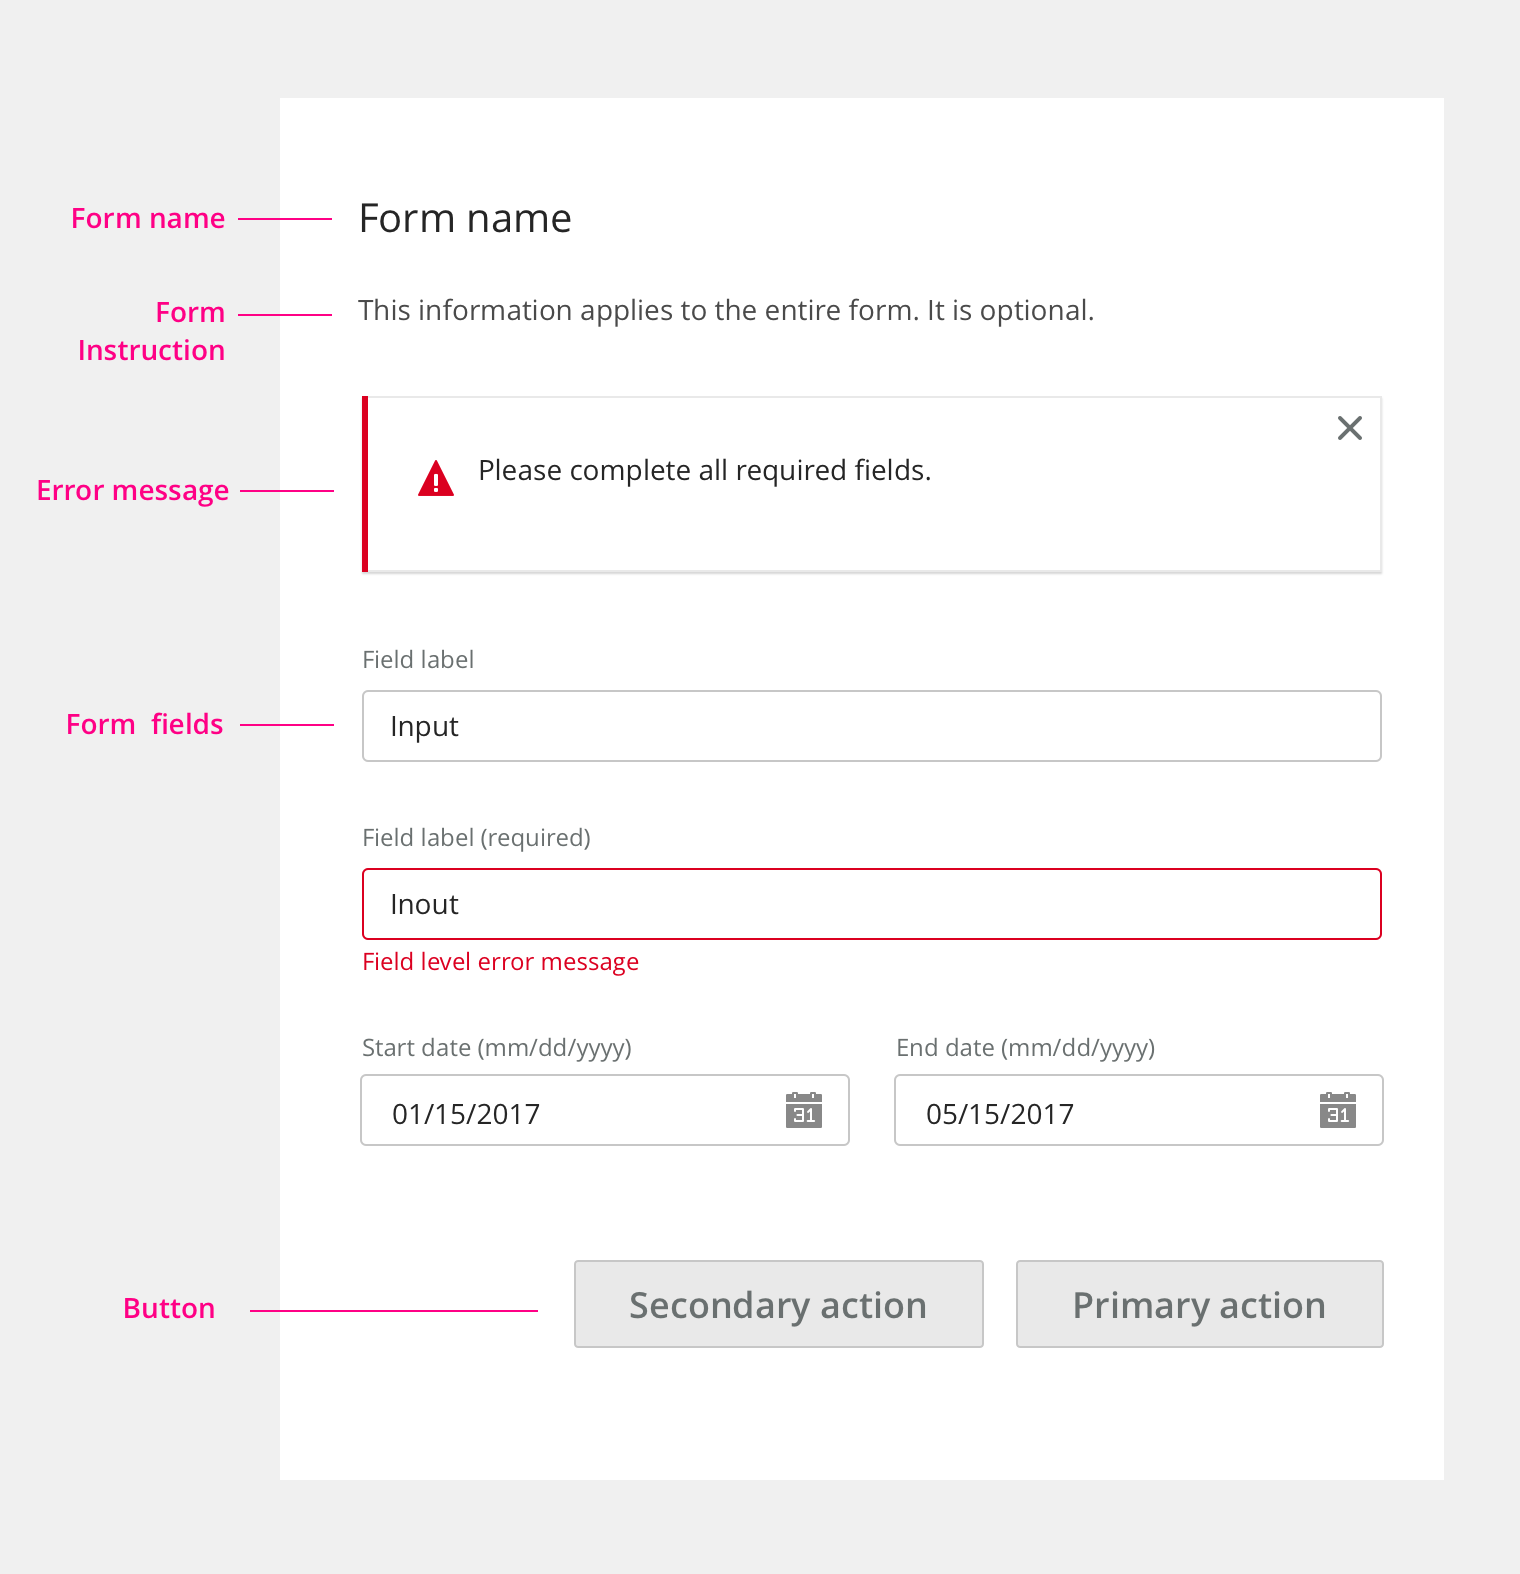 Form name
Form name
Form
Instruction
This information applies to the entire form. It is optional.
Error message
Please complete all required fields.
Field label
Form  fields
Input
Field label (required)
Inout
Field level error message
Start date (mm/dd/yyyy)
End date (mm/dd/yyyy)
01/15/2017
31
05/15/2017
31
Button
Secondary action
Primary action